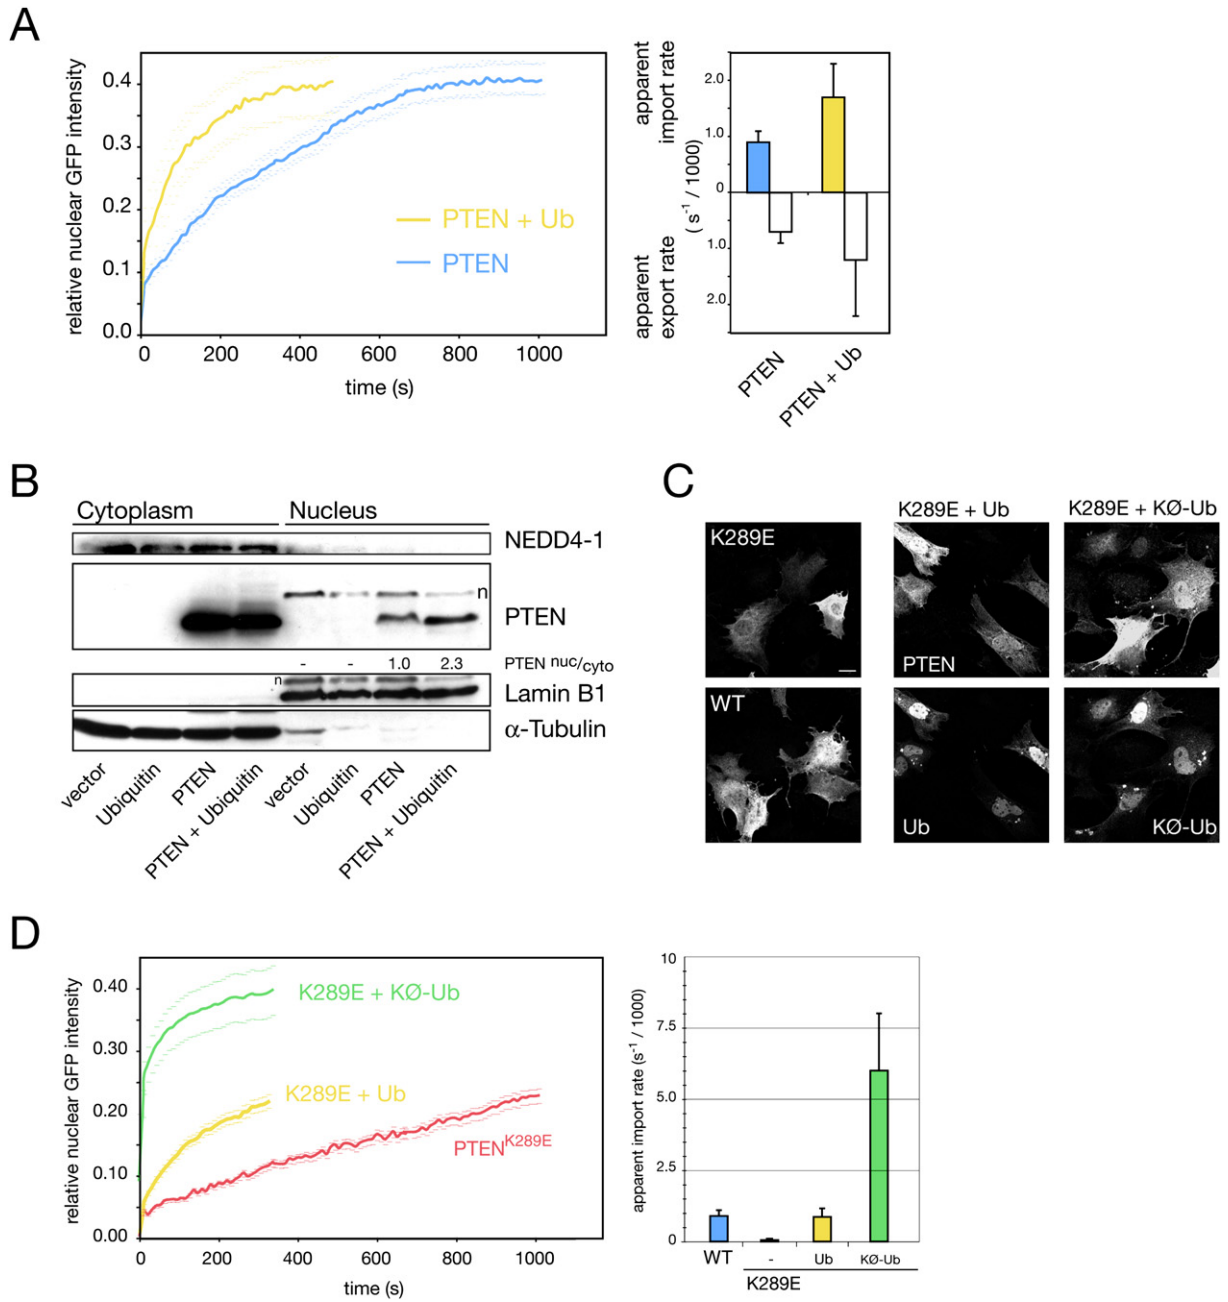 A
relative nuclear GFP intensity
0.4
0.3
0.2
0.1
0.0
PTEN + Ub
PTEN
0 200 400 600 800 1000
time (s)
apparent import rate
apparent export rate
( s-1 / 1000)
2.0
1.0
0
1.0
2.0
PTEN
PTEN + Ub
B
Cytoplasm Nucleus
NEDD4-1
n
PTEN
- - 1.0 2.3 PTEN nuc/cyto
n
Lamin B1
α-Tubulin
vector Ubiquitin PTEN PTEN + Ubiquitin vector Ubiquitin PTEN PTEN + Ubiquitin
C
K289E + Ub K289E + KØ-Ub
K289E
PTEN
WT
Ub
KØ-Ub
D
relative nuclear GFP intensity
0.40
0.30
0.20
0.10
0.00
K289E + KØ-Ub
K289E + Ub
PTENK289E
0 200 400 600 800 1000
time (s)
apparent import rate (s-1 / 1000)
10
7.5
5.0
2.5
0
WT - Ub KØ-Ub
K289E